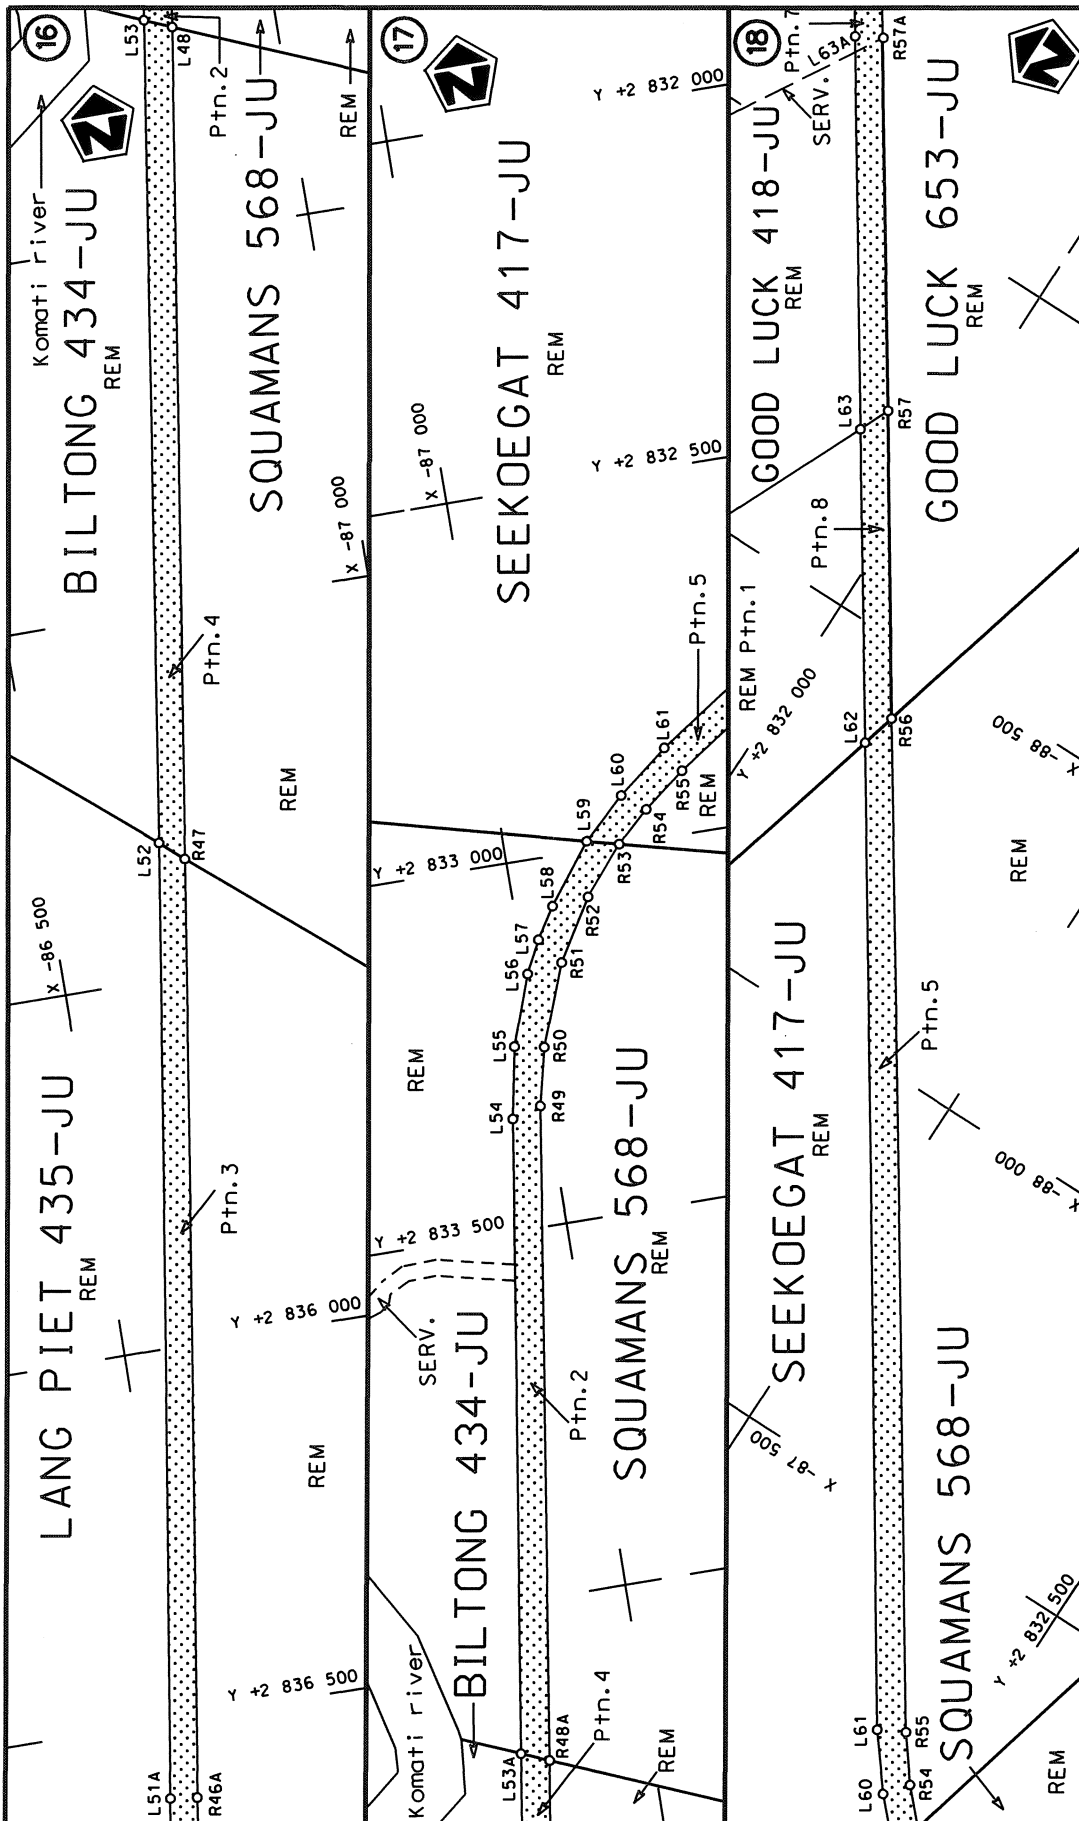 16
L53
L48
Ptn.2
REM
Komati river
BILTONG 434-JU
REM
SQUAMANS 568-JU
X -87 000
Ptn.4
REM
L52
R47
X -86 500
LANG PIET 435-JU
REM
Ptn.3
Y +2 836 000
REM
Y +2 836 500
L51A
R46A
17
Y +2 832 000
SEEKOEGAT 417-JU
REM
X -87 000
Y +2 832 500
Ptn.5
L61
L60
R55
REM
L59
R54
R53
Y +2 833 000
L58
R52
L57
L56
R51
L55
R50
REM
L54
R49
SQUAMANS 568-JU
REM
Y +2 833 500
SERV.
BILTONG 434-JU
Ptn.2
Komati river
L53A
R48A
Ptn.4
REM
18
Ptn.7
L63A
R57A
SERV.
GOOD LUCK 418-JU
REM
GOOD LUCK 653-JU
REM
L63
R57
Ptn.8
REM Ptn.1
Y +2 832 000
L62
R56
X -88 500
REM
SEEKOEGAT 417-JU
REM
Ptn.5
X -88 000
X -87 500
SQUAMANS 568-JU
Y +2 832 500
L61
R55
L60
R54
REM